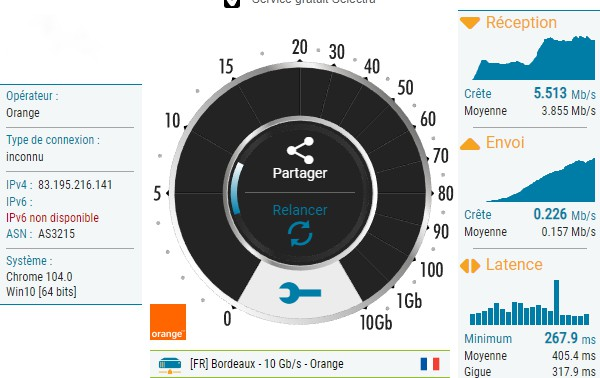 Service gratuit Selectra
Opérateur :
Orange
Type de connexion :
inconnu
IPv4 : 83.195.216.141
IPv6 :
IPv6 non disponible
ASN : AS3215
Système :
Chrome 104.0
Win10 [64 bits]
0
5
10
15
20
30
40
50
60
70
80
90
100
1Gb
10Gb
Partager
Relancer
orange™
[FR] Bordeaux - 10 Gb/s - Orange
Réception
Crête 5.513 Mb/s
Moyenne 3.855 Mb/s
Envoi
Crête 0.226 Mb/s
Moyenne 0.157 Mb/s
Latence
Minimum 267.9 ms
Moyenne 405.4 ms
Gigue 317.9 ms